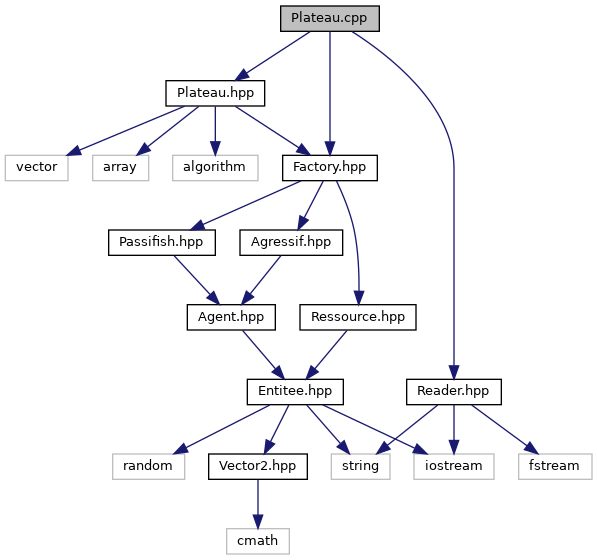 Plateau.cpp
Plateau.hpp
vector
array
algorithm
Factory.hpp
Passifish.hpp
Agressif.hpp
Agent.hpp
Ressource.hpp
Entitee.hpp
Reader.hpp
random
Vector2.hpp
string
iostream
fstream
cmath